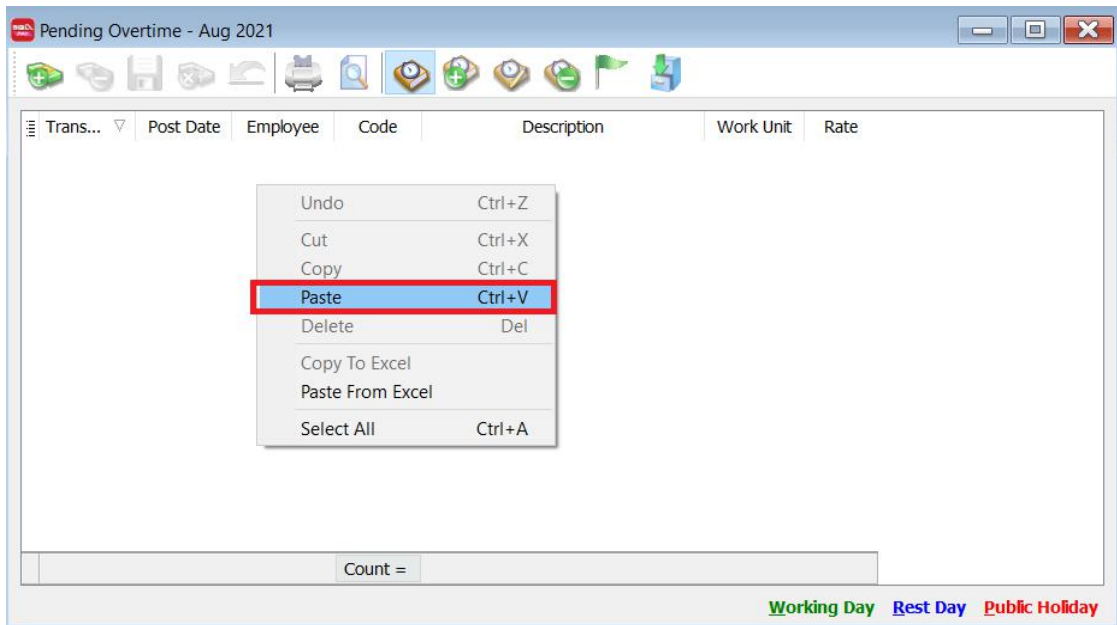 Pending Overtime - Aug 2021
Trans... Post Date Employee Code Description Work Unit Rate
Undo Ctrl+Z
Cut Ctrl+X
Copy Ctrl+C
Paste Ctrl+V
Delete Del
Copy To Excel
Paste From Excel
Select All Ctrl+A
Count =
Working Day Rest Day Public Holiday